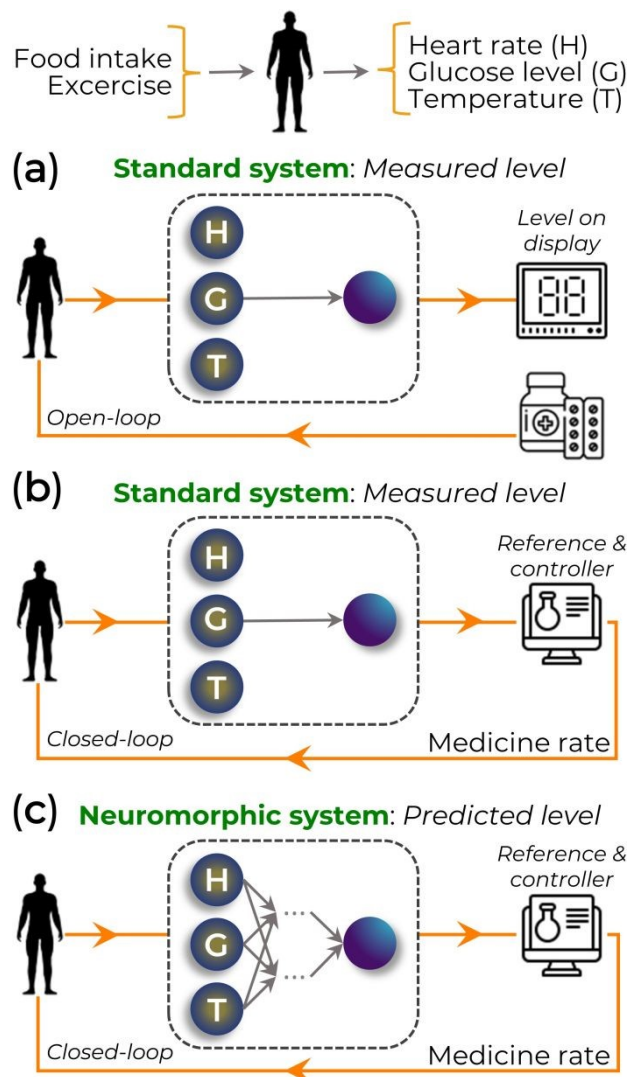 Food intake
Excercise
Heart rate (H)
Glucose level (G)
Temperature (T)
(a) Standard system: Measured level
H
G
T
Level on
display
88
Open-loop
(b) Standard system: Measured level
H
G
T
Reference &
controller
Closed-loop
Medicine rate
(c) Neuromorphic system: Predicted level
H
G
T
Reference &
controller
Closed-loop
Medicine rate